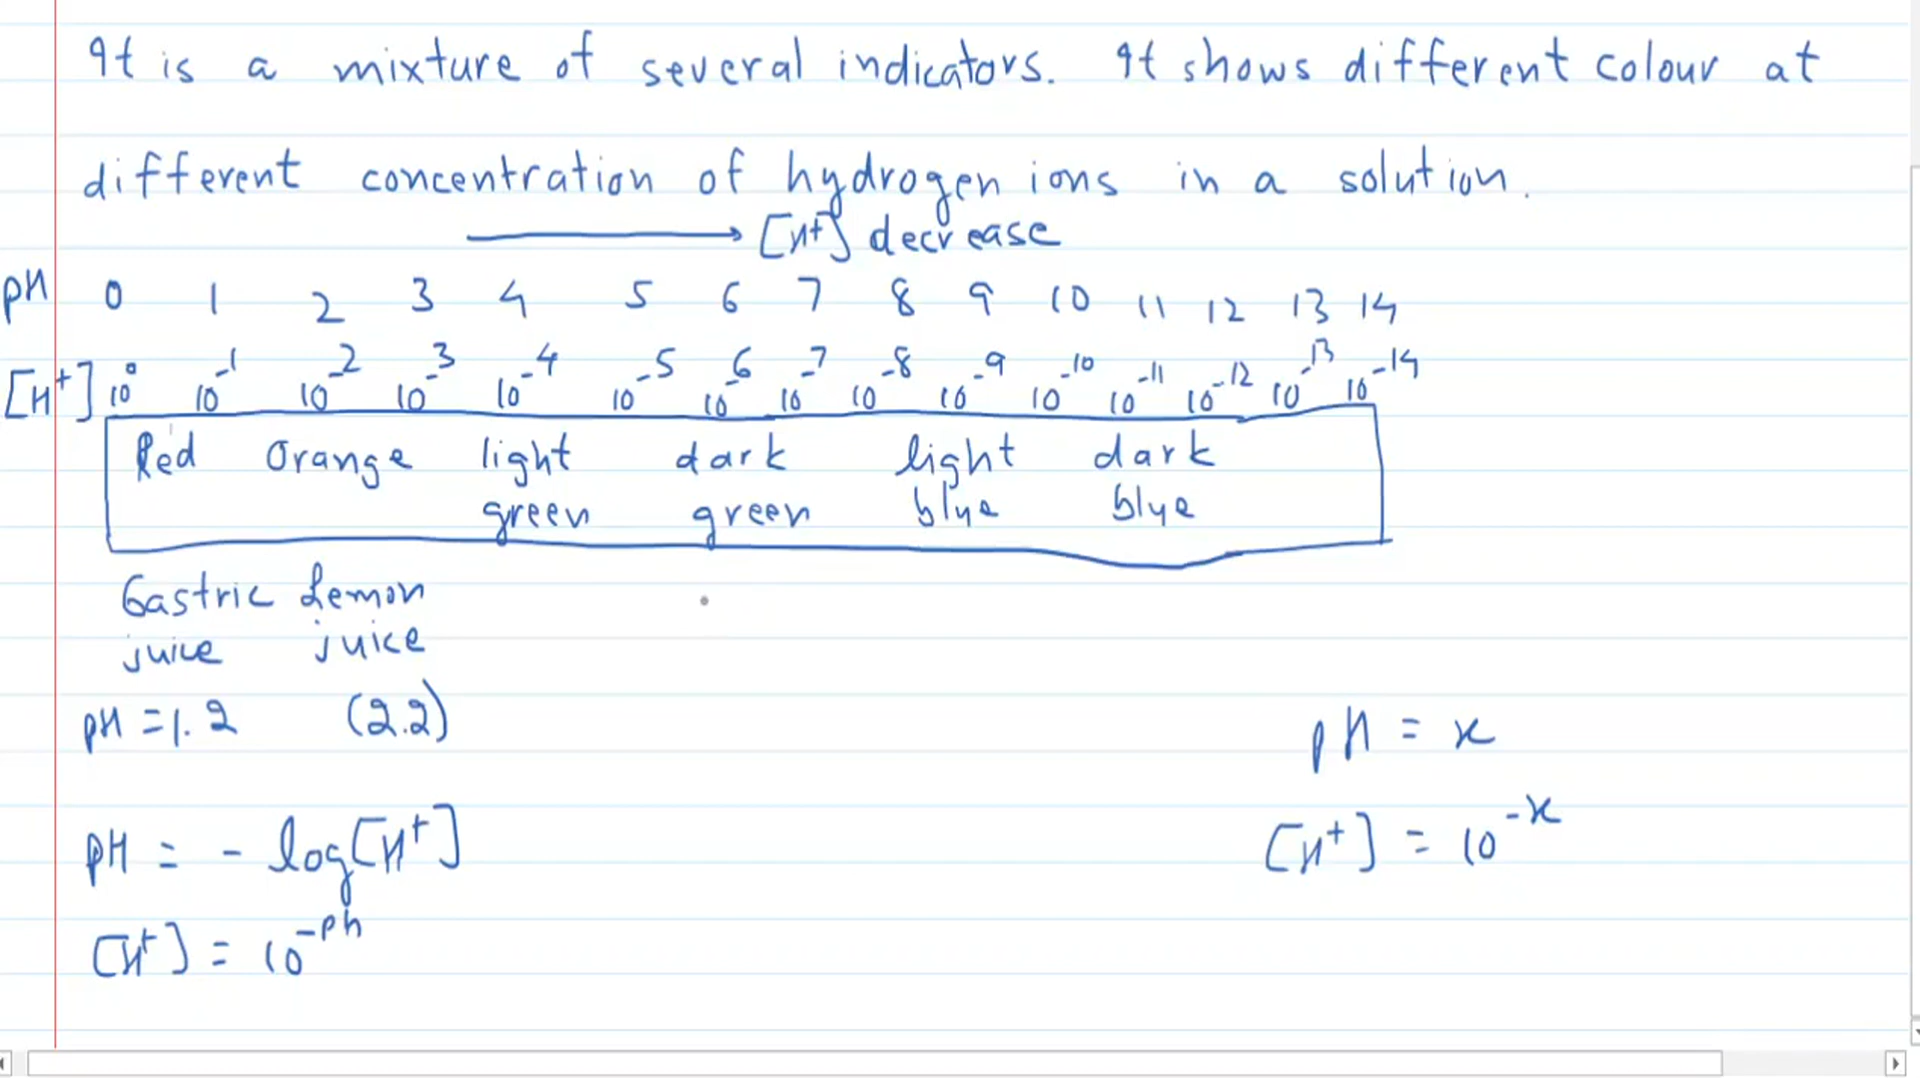 It is a mixture of several indicators. It shows different colour at
different concentration of hydrogen ions in a solution.
⟶ [H⁺] decrease
pH 0 1 2 3 4 5 6 7 8 9 10 11 12 13 14
[H⁺] 10⁰ 10⁻¹ 10⁻² 10⁻³ 10⁻⁴ 10⁻⁵ 10⁻⁶ 10⁻⁷ 10⁻⁸ 10⁻⁹ 10⁻¹⁰ 10⁻¹¹ 10⁻¹² 10⁻¹³ 10⁻¹⁴
Red Orange light dark light dark
green green blue blue
Gastric Lemon
juice juice
pH = 1.2 (2.2)
pH = x
pH = - log[H⁺]
[H⁺] = 10⁻ˣ
[H⁺] = 10⁻ᵖʰ